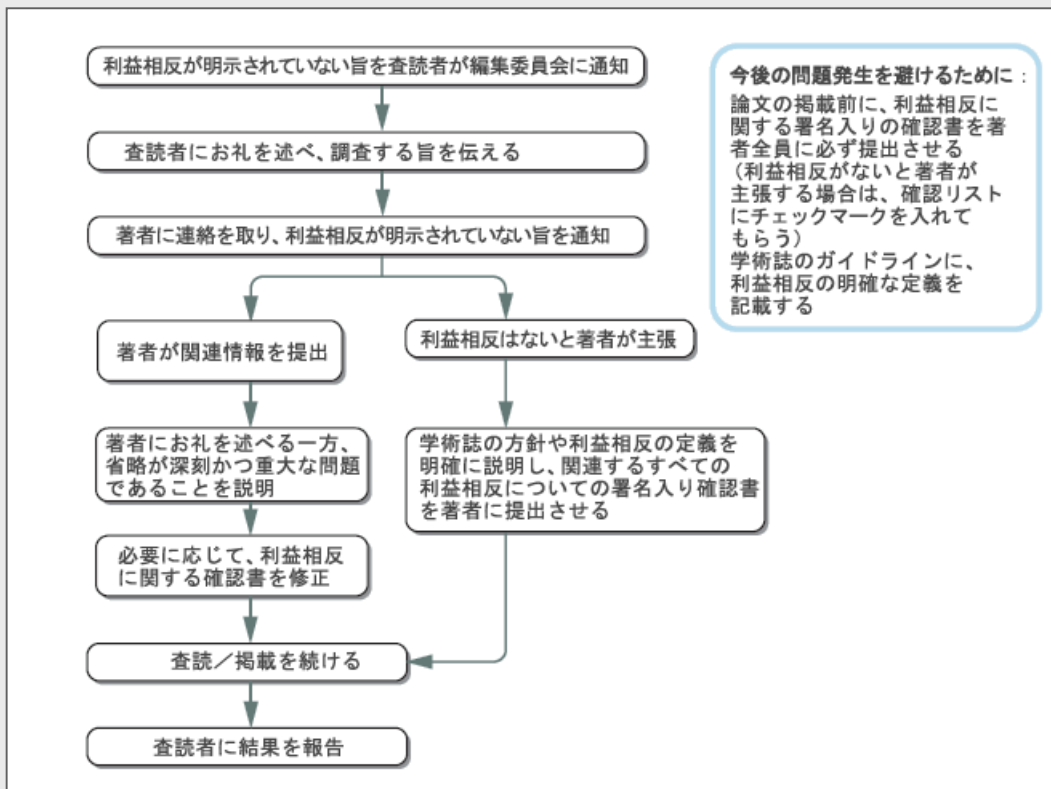 利益相反が明示されていない旨を査読者が編集委員会に通知
査読者にお礼を述べ、調査する旨を伝える
著者に連絡を取り、利益相反が明示されていない旨を通知
著者が関連情報を提出
著者にお礼を述べる一方、
省略が深刻かつ重大な問題
であることを説明
必要に応じて、利益相反
に関する確認書を修正
利益相反はないと著者が主張
学術誌の方針や利益相反の定義を
明確に説明し、関連するすべての
利益相反についての署名入り確認書
を著者に提出させる
査読／掲載を続ける
査読者に結果を報告
今後の問題発生を避けるために：
論文の掲載前に、利益相反に
関する署名入りの確認書を著
者全員に必ず提出させる
（利益相反がないと著者が
主張する場合は、確認リスト
にチェックマークを入れて
もらう）
学術誌のガイドラインに、
利益相反の明確な定義を
記載する